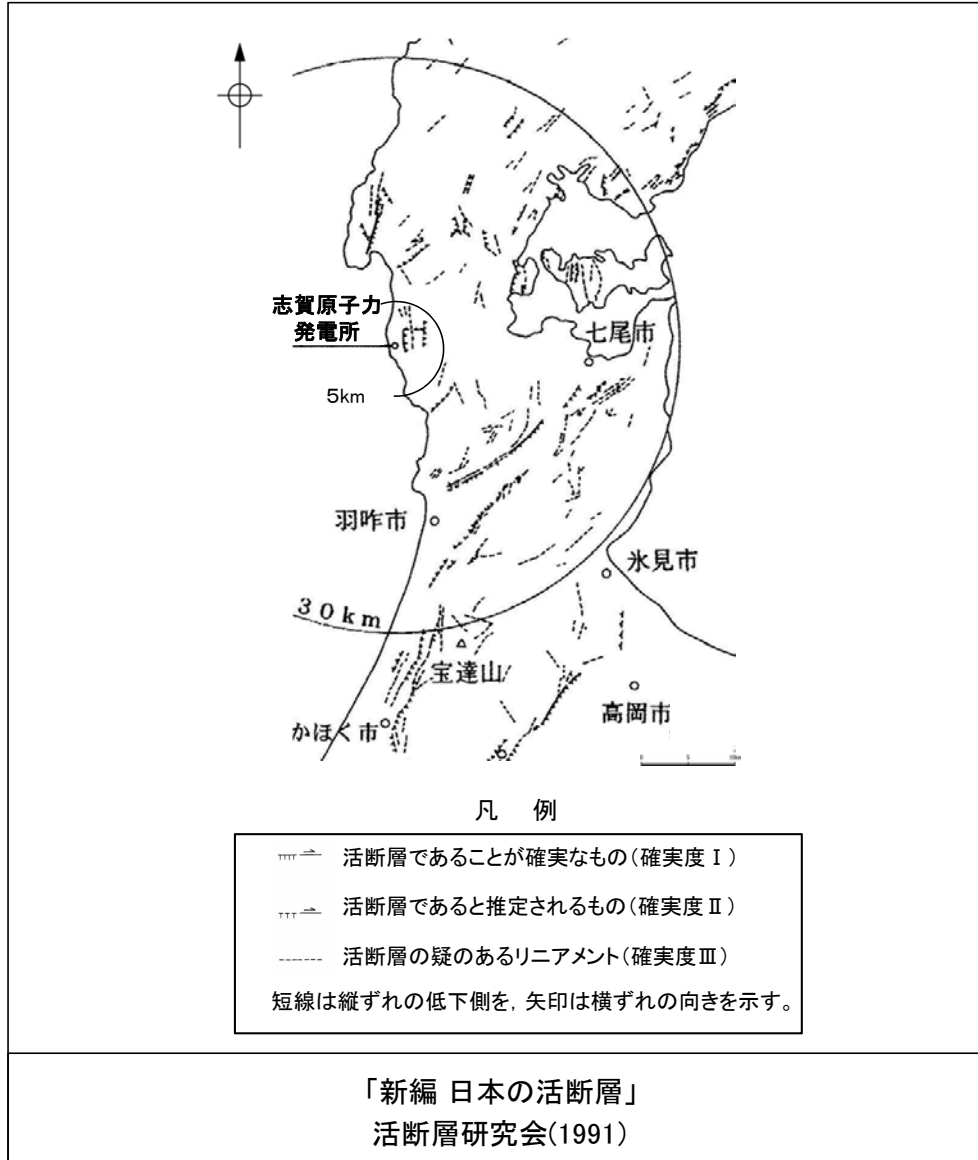 志賀原子力
発電所
七尾市
5km
羽咋市
氷見市
30km
宝達山
高岡市
かほく市
凡 例
活断層であることが確実なもの(確実度Ⅰ)
活断層であると推定されるもの(確実度Ⅱ)
活断層の疑のあるリニアメント(確実度Ⅲ)
短線は縦ずれの低下側を, 矢印は横ずれの向きを示す。
「新編 日本の活断層」
活断層研究会(1991)